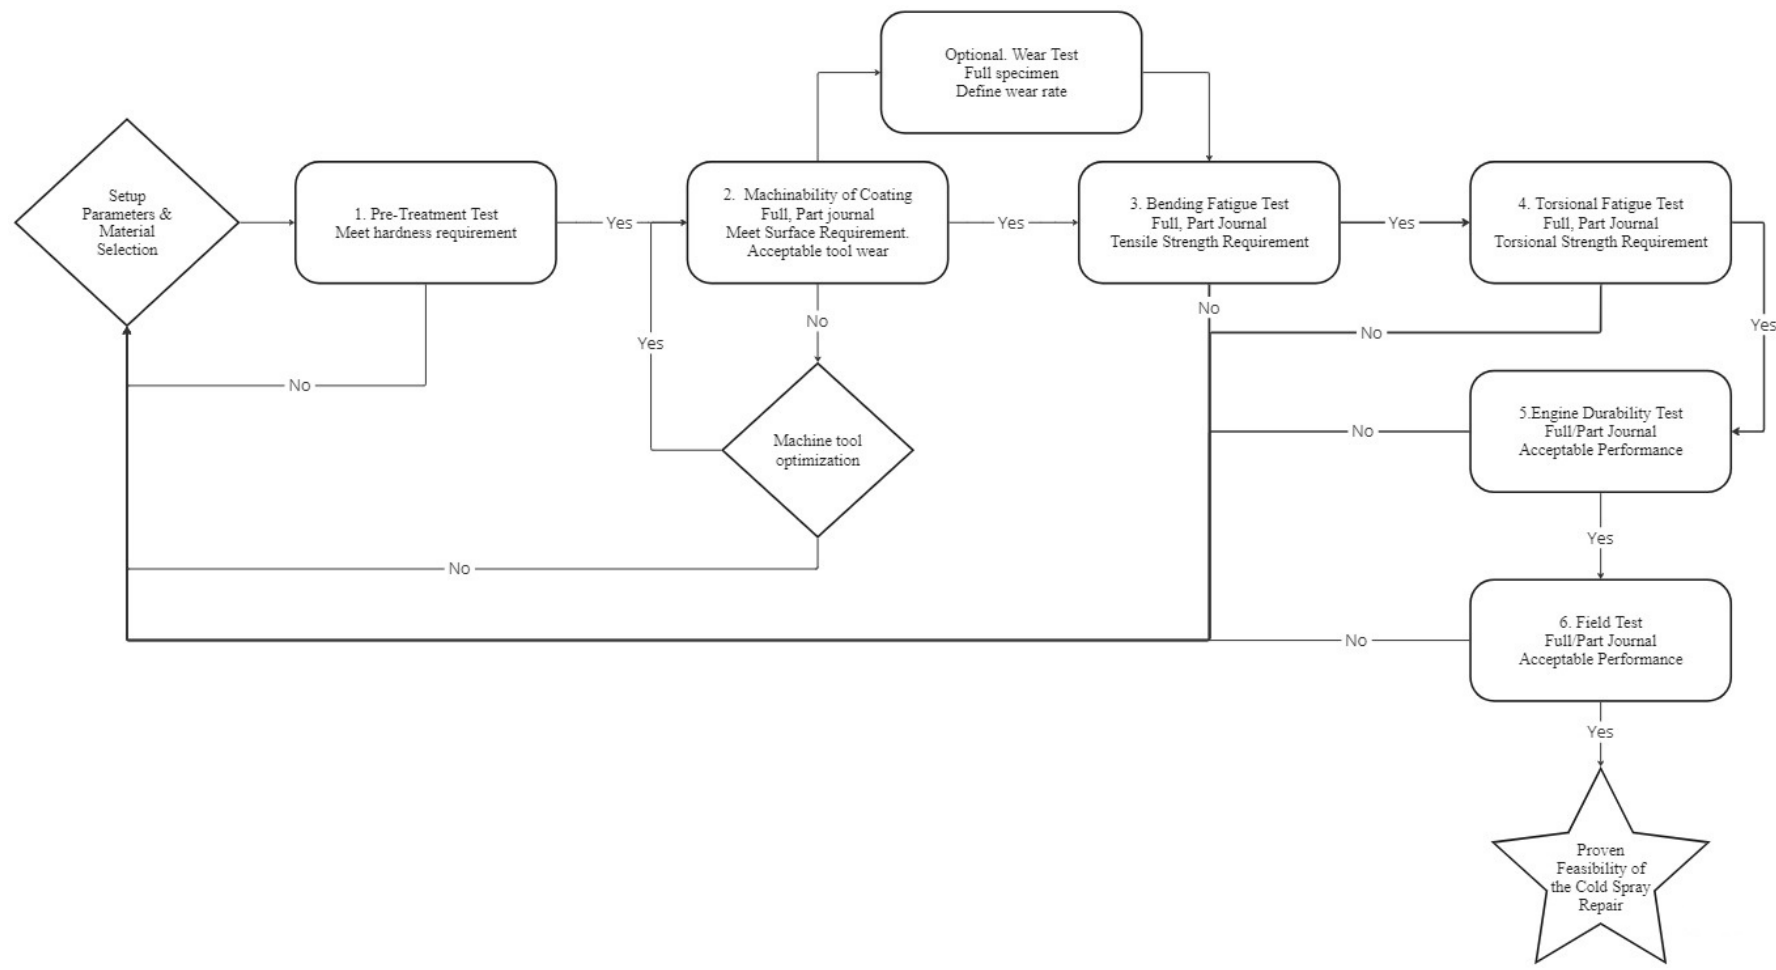 Optional. Wear Test
Full specimen
Define wear rate
Setup
Parameters &
Material
Selection
1. Pre-Treatment Test
Meet hardness requirement
Yes
2. Machinability of Coating
Full, Part journal
Meet Surface Requirement.
Acceptable tool wear
Yes
3. Bending Fatigue Test
Full, Part Journal
Tensile Strength Requirement
Yes
4. Torsional Fatigue Test
Full, Part Journal
Torsional Strength Requirement
No
No
Yes
No
Yes
No
Machine tool
optimization
No
5.Engine Durability Test
Full/Part Journal
Acceptable Performance
Yes
No
No
6. Field Test
Full/Part Journal
Acceptable Performance
Yes
Proven
Feasibility of
the Cold Spray
Repair